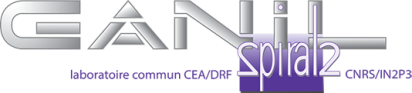 GANIL
spiral2
laboratoire commun CEA/DRF CNRS/IN2P3